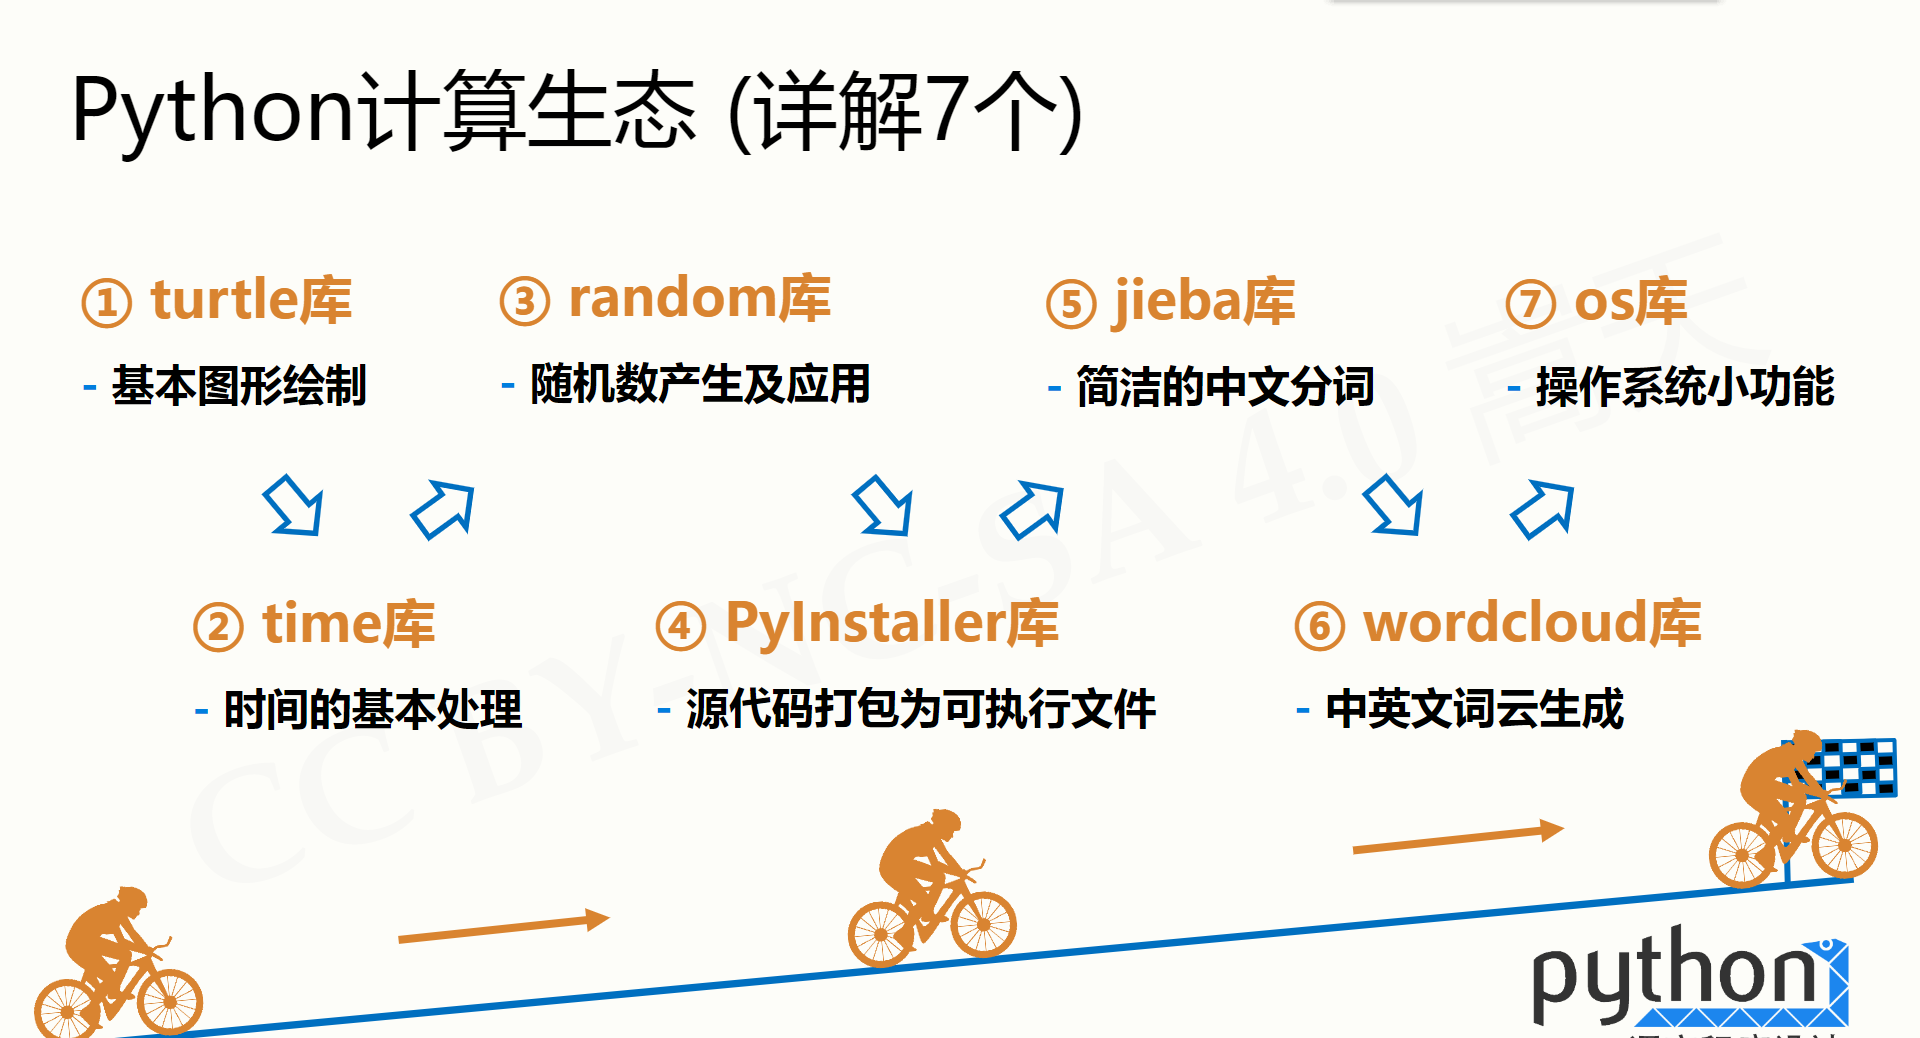 Python计算生态 (详解7个)
① turtle库
- 基本图形绘制
② time库
- 时间的基本处理
③ random库
- 随机数产生及应用
④ PyInstaller库
- 源代码打包为可执行文件
⑤ jieba库
- 简洁的中文分词
⑥ wordcloud库
- 中英文词云生成
⑦ os库
- 操作系统小功能
CC BY-NC-SA 4.0 嵩天
python